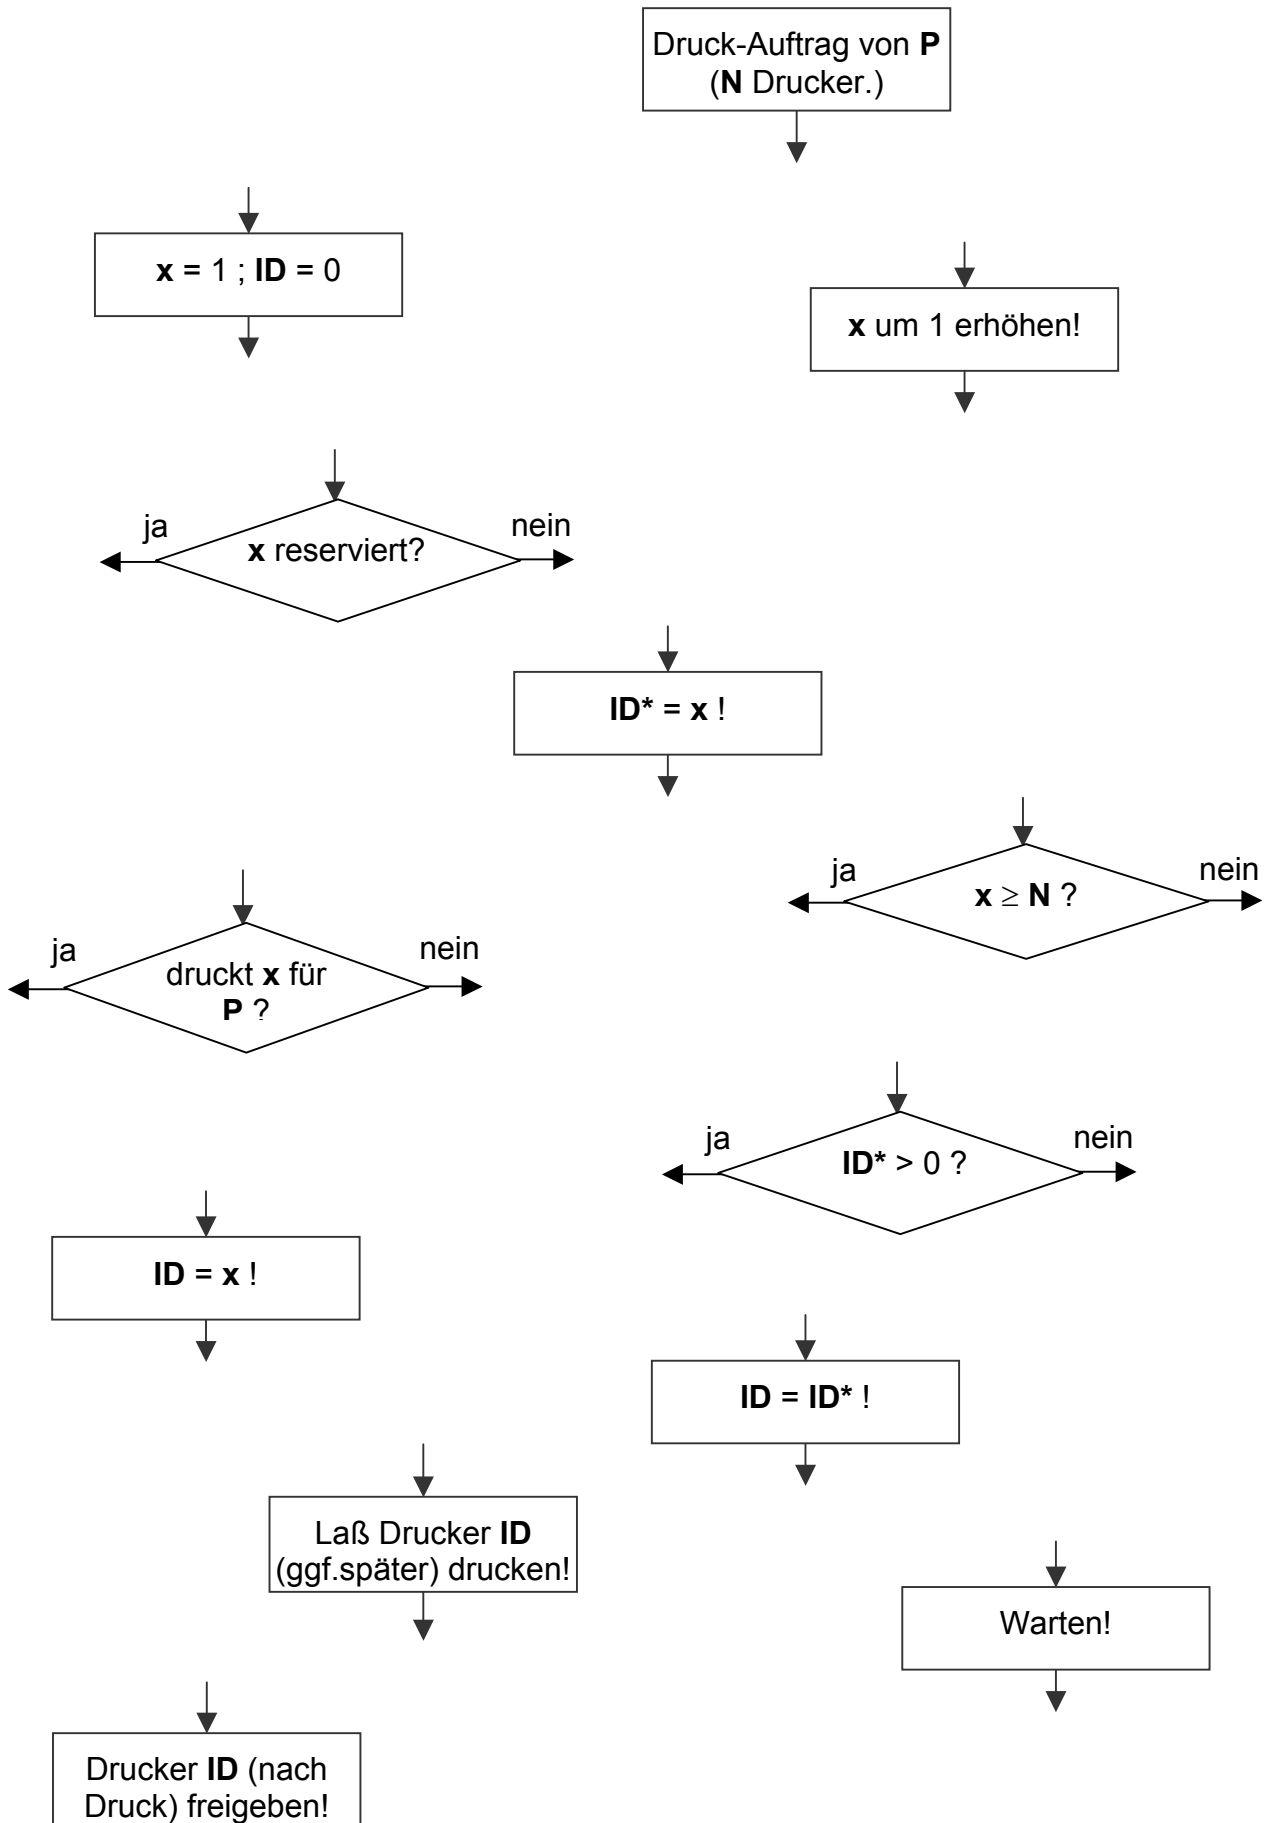 Druck-Auftrag von P
(N Drucker.)
x = 1 ; ID = 0
x um 1 erhöhen!
ja
nein
x reserviert?
ID* = x !
ja
nein
x ≥ N ?
ja
nein
druckt x für
P ?
ja
nein
ID* > 0 ?
ID = x !
ID = ID* !
Laß Drucker ID
(ggf.später) drucken!
Warten!
Drucker ID (nach
Druck) freigeben!